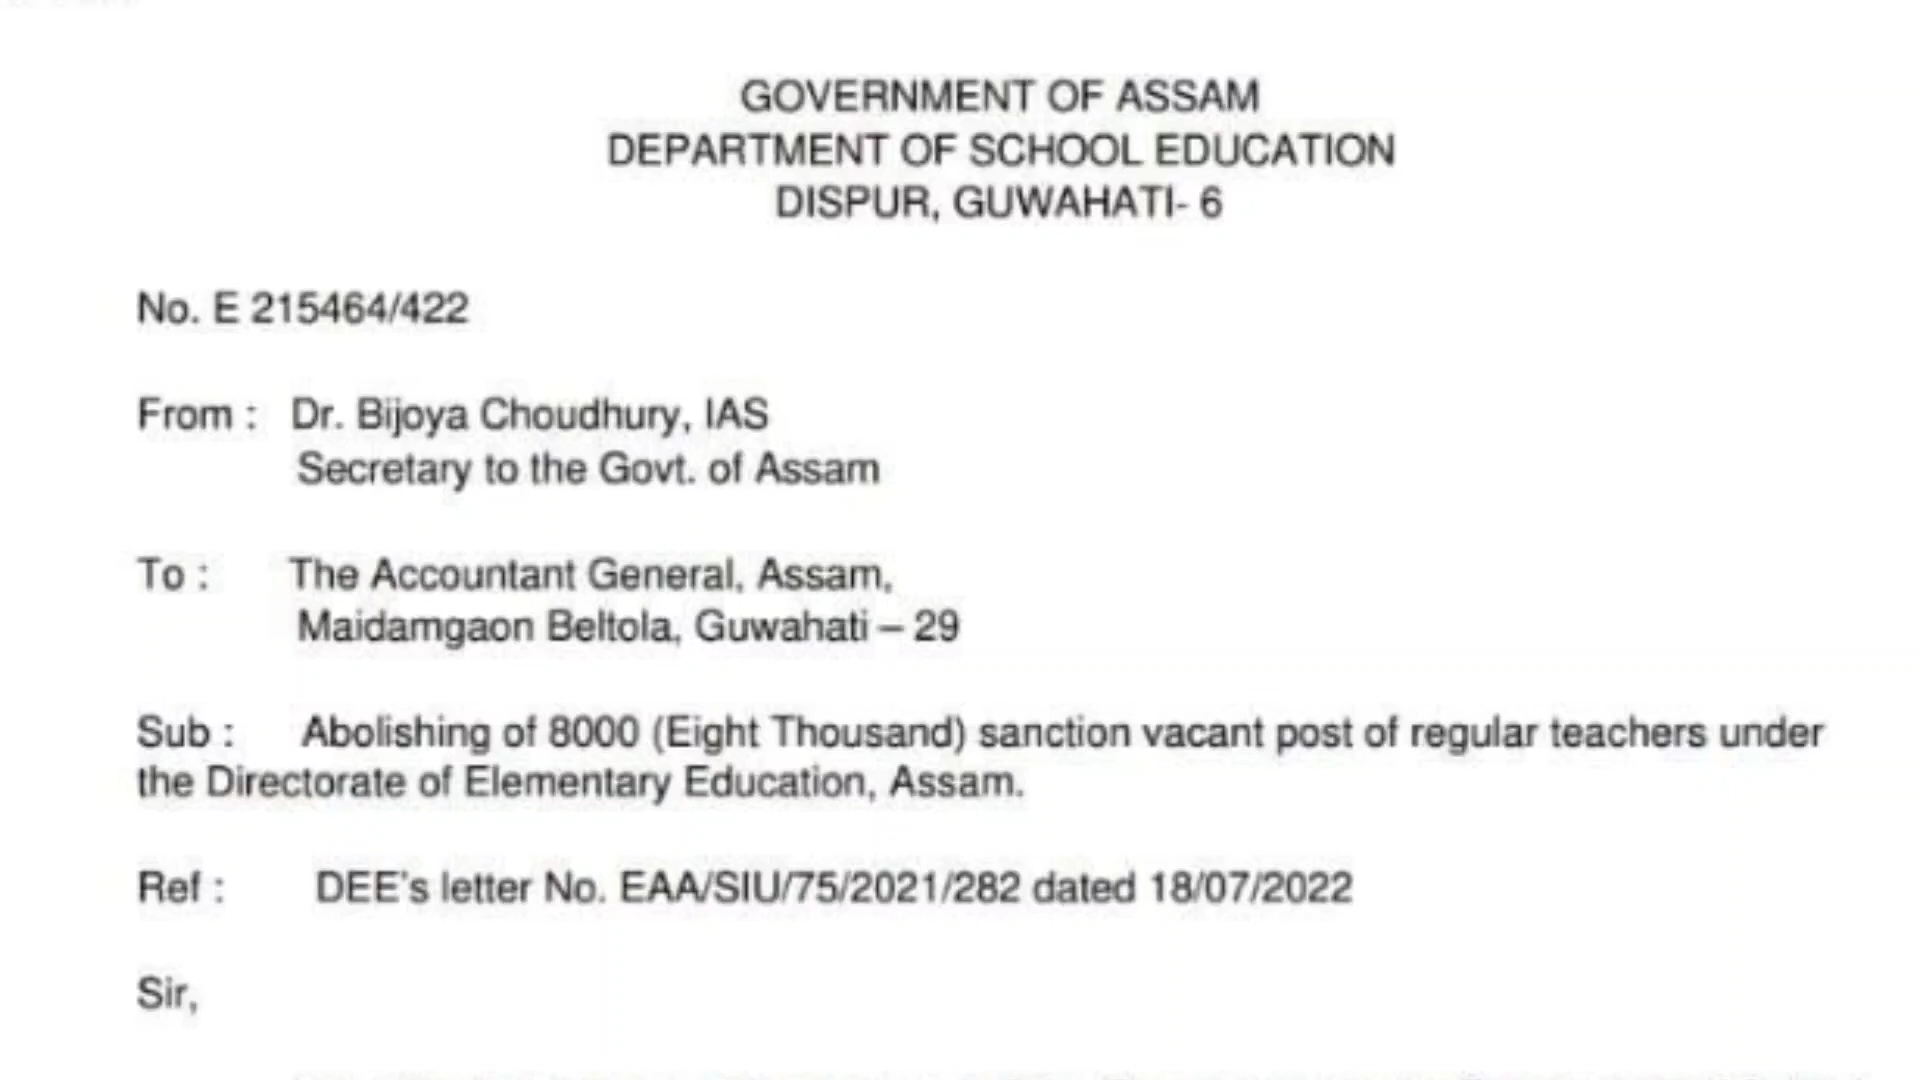 GOVERNMENT OF ASSAM
DEPARTMENT OF SCHOOL EDUCATION
DISPUR, GUWAHATI- 6
No. E 215464/422
From : Dr. Bijoya Choudhury, IAS
Secretary to the Govt. of Assam
To : The Accountant General, Assam,
Maidamgaon Beltola, Guwahati – 29
Sub : Abolishing of 8000 (Eight Thousand) sanction vacant post of regular teachers under
the Directorate of Elementary Education, Assam.
Ref : DEE's letter No. EAA/SIU/75/2021/282 dated 18/07/2022
Sir,